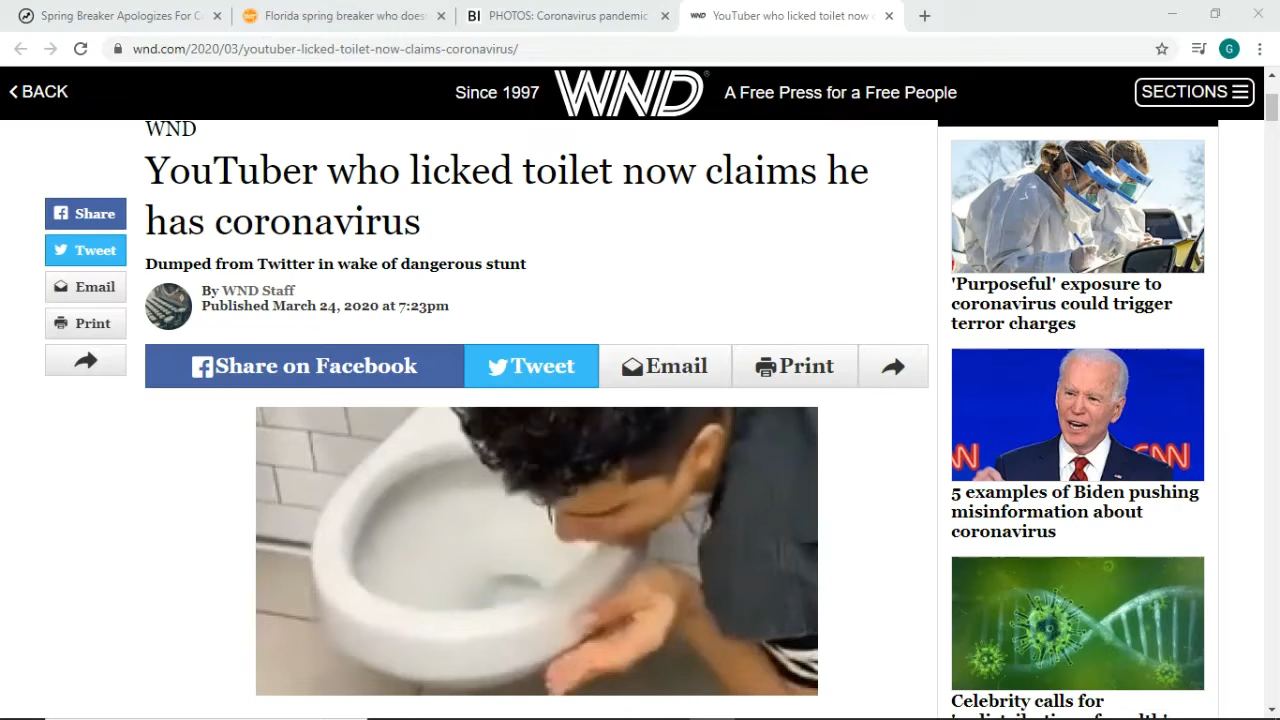 Spring Breaker Apologizes For C
Florida spring breaker who does
BI PHOTOS: Coronavirus pandemic
WND YouTuber who licked toilet now c
wnd.com/2020/03/youtuber-licked-toilet-now-claims-coronavirus/
G
BACK
Since 1997
WND
A Free Press for a Free People
SECTIONS
WND
YouTuber who licked toilet now claims he
has coronavirus
Dumped from Twitter in wake of dangerous stunt
By WND Staff
Published March 24, 2020 at 7:23pm
Share
Tweet
Email
Print
Share on Facebook
Tweet
Email
Print
'Purposeful' exposure to
coronavirus could trigger
terror charges
CNN
5 examples of Biden pushing
misinformation about
coronavirus
Celebrity calls for